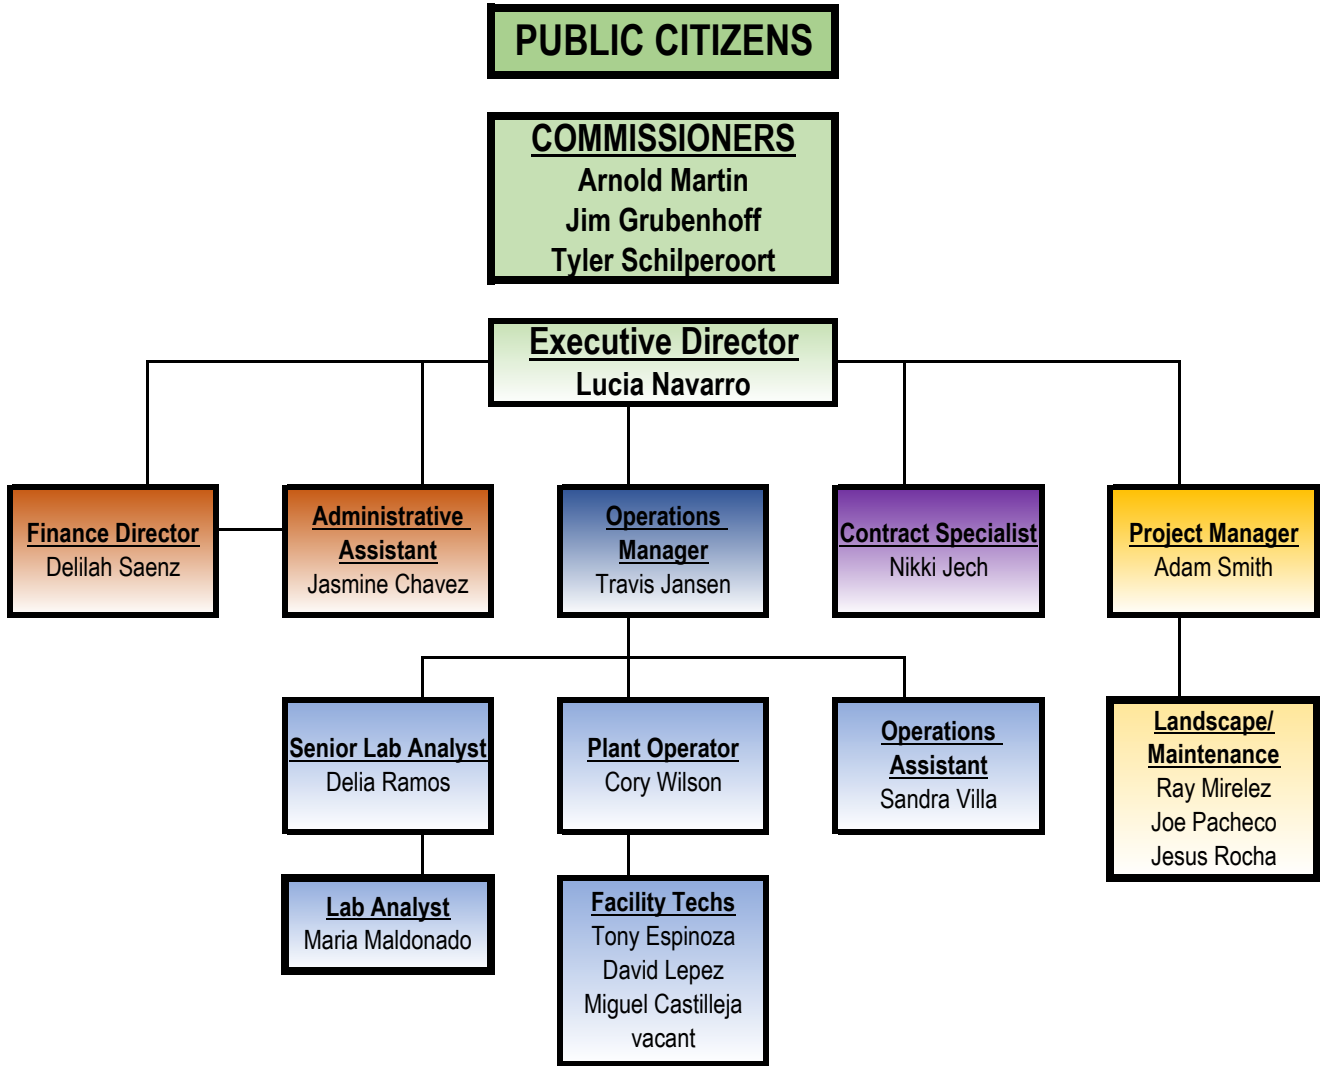 PUBLIC CITIZENS
COMMISSIONERS
Arnold Martin
Jim Grubenhoff
Tyler Schilperoort
Executive Director
Lucia Navarro
Finance Director
Delilah Saenz
Administrative
Assistant
Jasmine Chavez
Operations
Manager
Travis Jansen
Contract Specialist
Nikki Jech
Project Manager
Adam Smith
Senior Lab Analyst
Delia Ramos
Plant Operator
Cory Wilson
Operations
Assistant
Sandra Villa
Landscape/
Maintenance
Ray Mirelez
Joe Pacheco
Jesus Rocha
Lab Analyst
Maria Maldonado
Facility Techs
Tony Espinoza
David Lepez
Miguel Castilleja
vacant